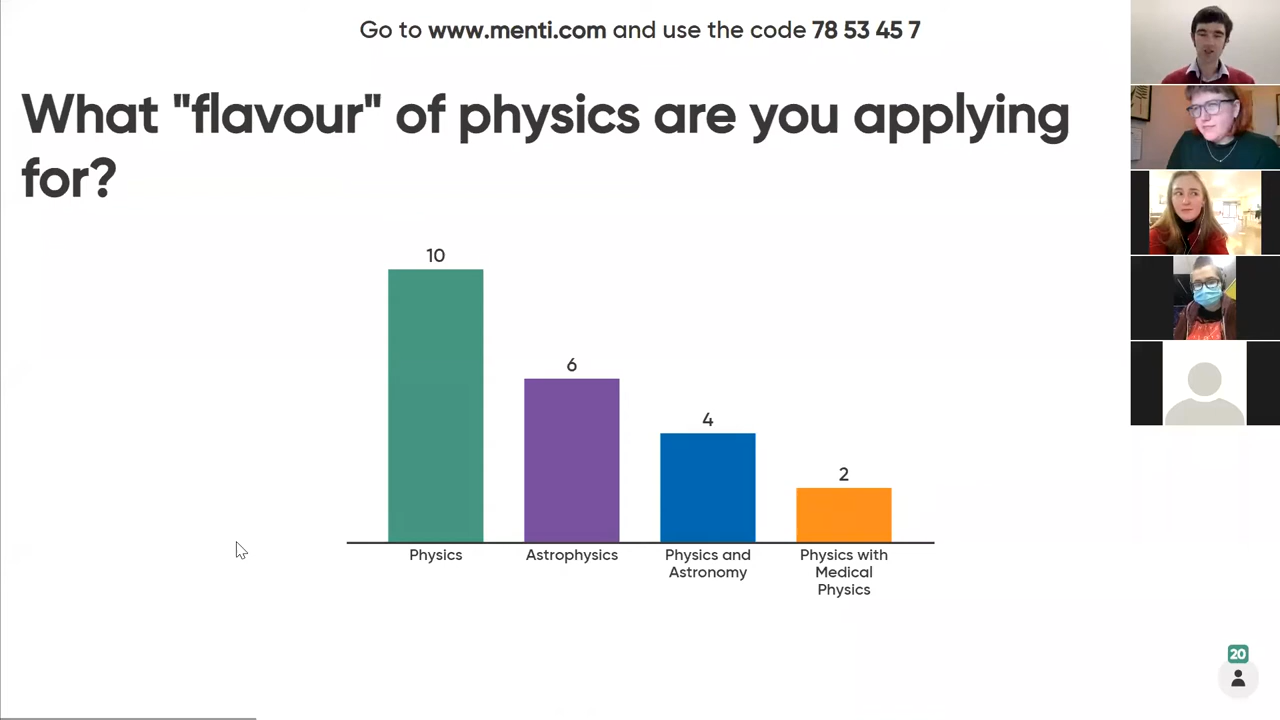 Go to www.menti.com and use the code 78 53 45 7
What "flavour" of physics are you applying
for?
10
6
4
2
Physics
Astrophysics
Physics and
Astronomy
Physics with
Medical
Physics
20